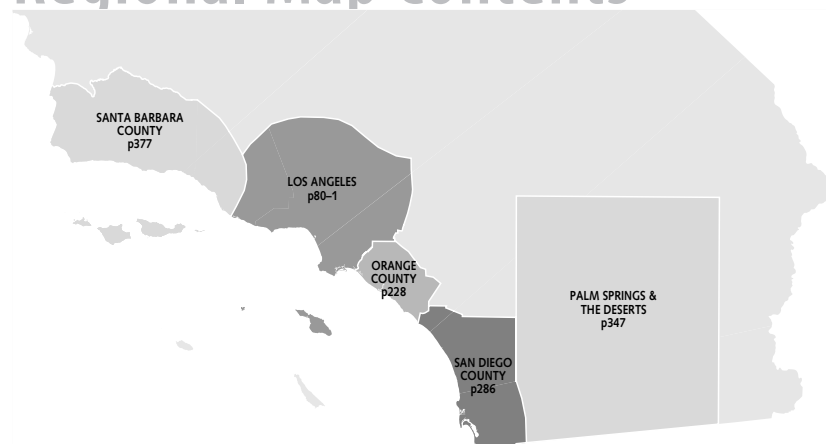 Regional Map Contents
SANTA BARBARA
COUNTY
p377
LOS ANGELES
p80–1
ORANGE
COUNTY
p228
PALM SPRINGS &
THE DESERTS
p347
SAN DIEGO
COUNTY
p286